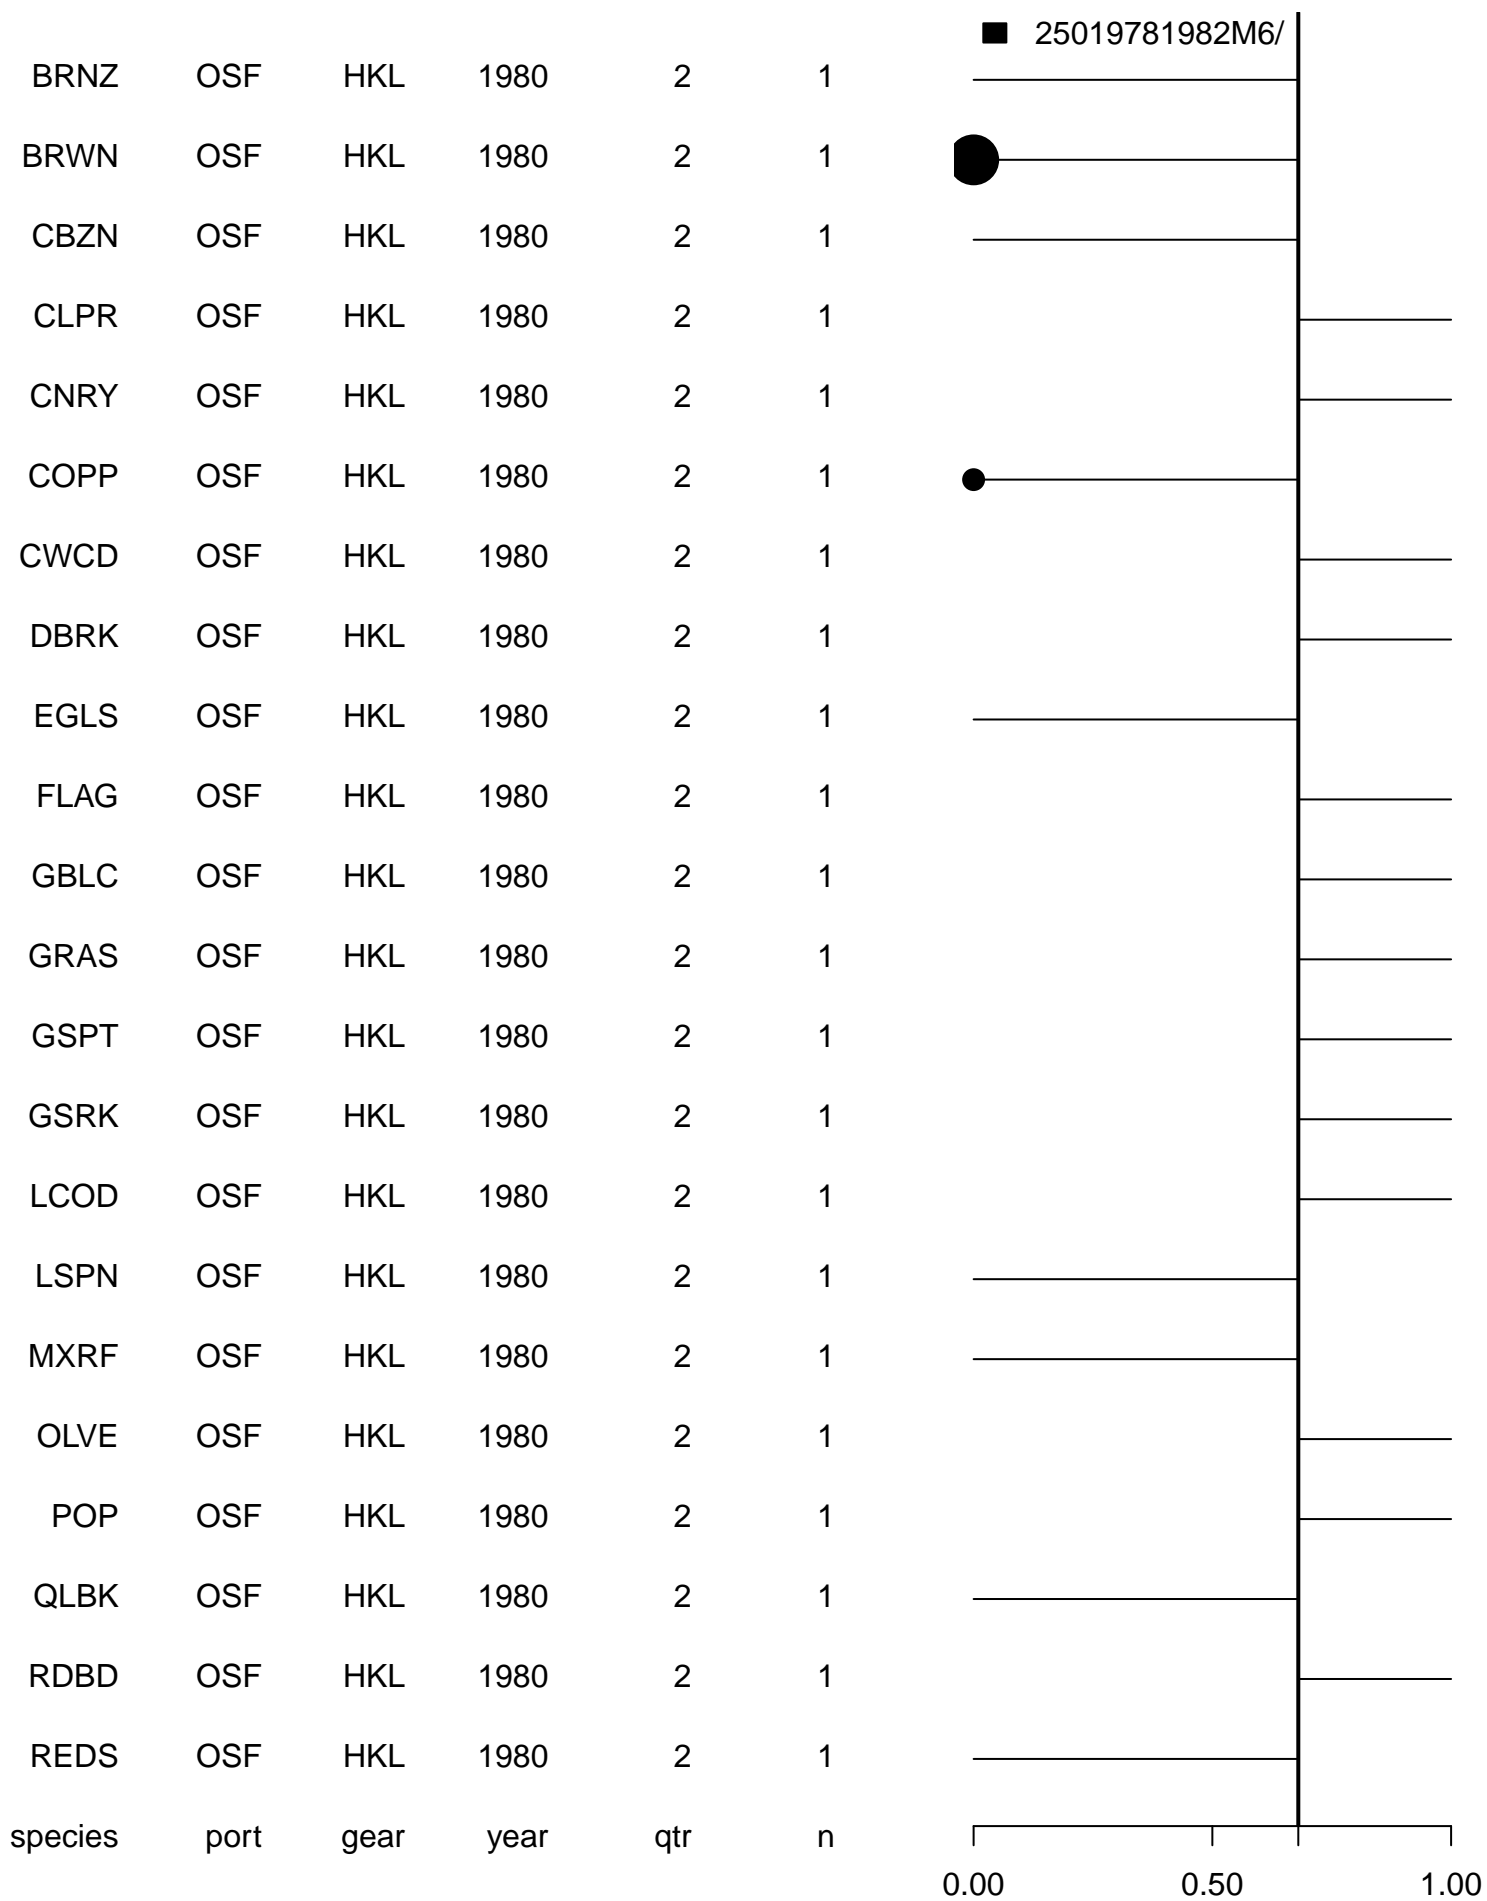 25019781982M6/
BRNZ OSF HKL 1980 2 1
BRWN OSF HKL 1980 2 1
CBZN OSF HKL 1980 2 1
CLPR OSF HKL 1980 2 1
CNRY OSF HKL 1980 2 1
COPP OSF HKL 1980 2 1
CWCD OSF HKL 1980 2 1
DBRK OSF HKL 1980 2 1
EGLS OSF HKL 1980 2 1
FLAG OSF HKL 1980 2 1
GBLC OSF HKL 1980 2 1
GRAS OSF HKL 1980 2 1
GSPT OSF HKL 1980 2 1
GSRK OSF HKL 1980 2 1
LCOD OSF HKL 1980 2 1
LSPN OSF HKL 1980 2 1
MXRF OSF HKL 1980 2 1
OLVE OSF HKL 1980 2 1
POP OSF HKL 1980 2 1
QLBK OSF HKL 1980 2 1
RDBD OSF HKL 1980 2 1
REDS OSF HKL 1980 2 1
species port gear year qtr n
0.00 0.50 1.00